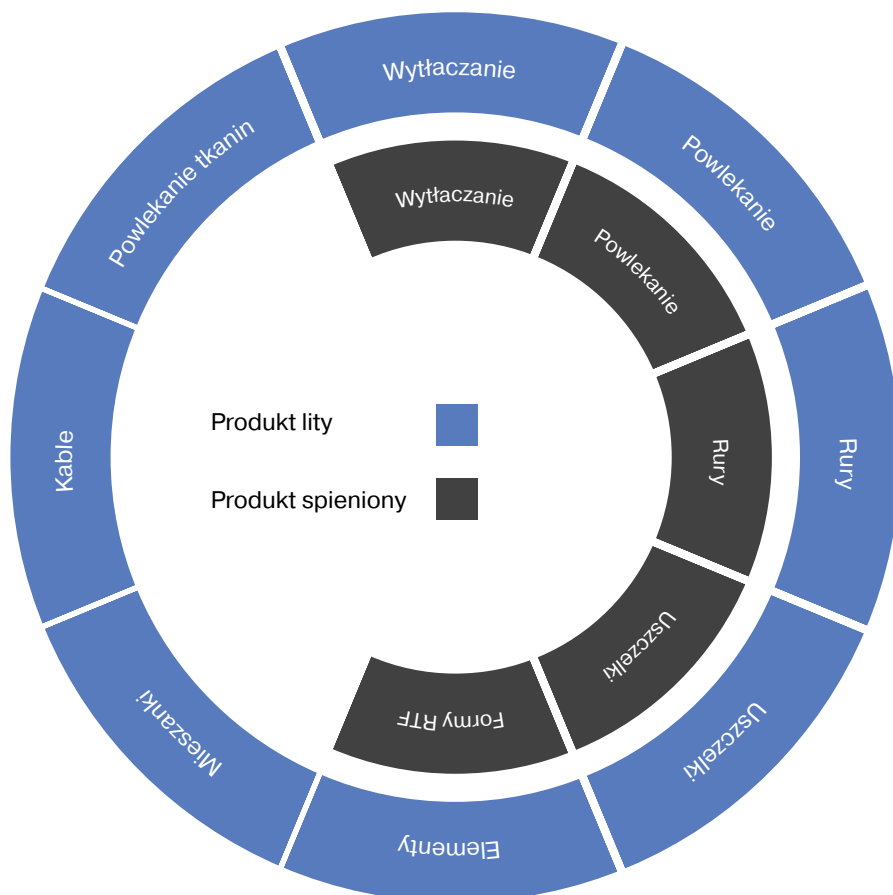 Wytłaczanie
Powlekanie
Rury
Uszczelki
Elementy
Mieszanki
Kable
Powlekanie tkanin
Wytłaczanie
Powlekanie
Rury
Uszczelki
Formy RTF
Produkt lity
Produkt spieniony